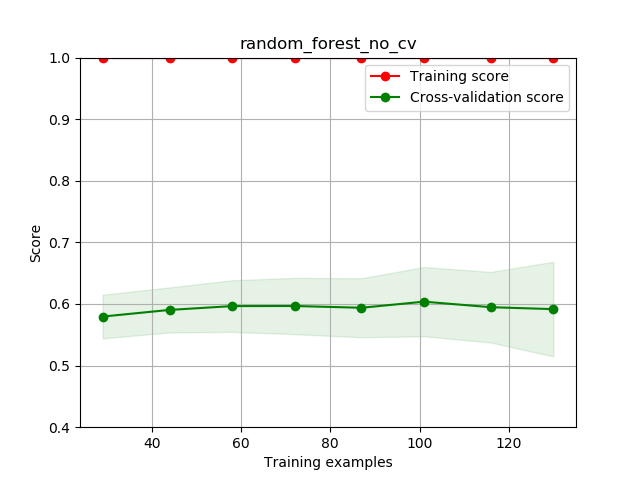 random_forest_no_cv
1.0
Training score
Cross-validation score
0.9
0.8
0.7
Score
0.6
0.5
0.4
40 60 80 100 120
Training examples